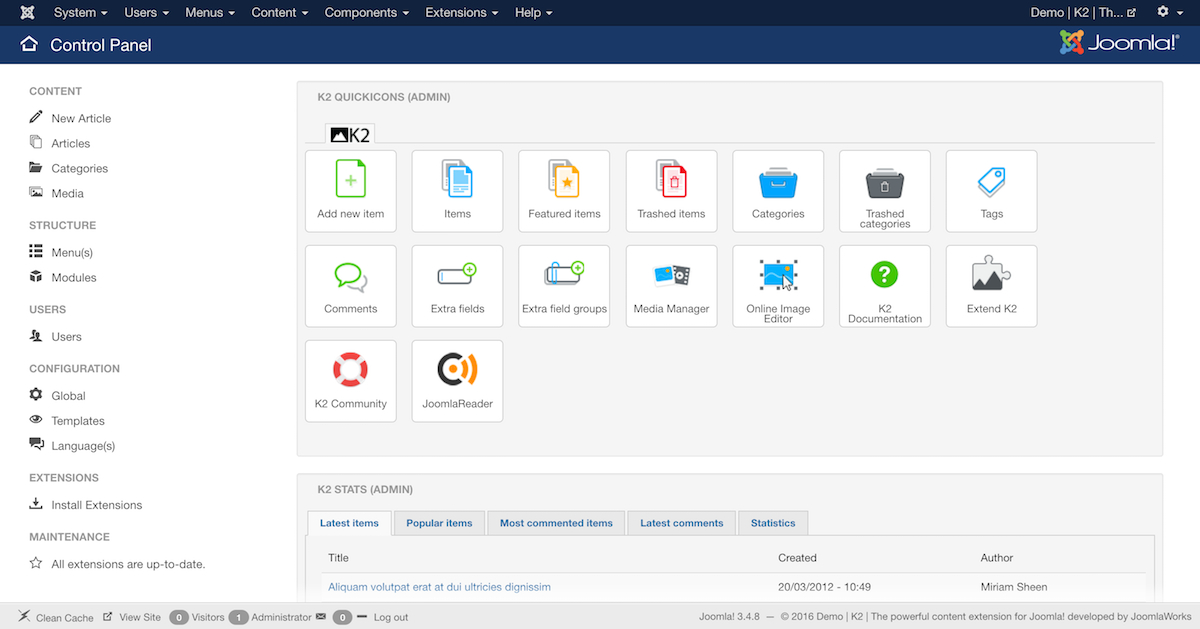 System Users Menus Content Components Extensions Help Demo | K2 | Th...
Control Panel Joomla!®
CONTENT
New Article
Articles
Categories
Media
STRUCTURE
Menu(s)
Modules
USERS
Users
CONFIGURATION
Global
Templates
Language(s)
EXTENSIONS
Install Extensions
MAINTENANCE
All extensions are up-to-date.
K2 QUICKICONS (ADMIN)
K2
Add new item
Items
Featured items
Trashed items
Categories
Trashed
categories
Tags
Comments
Extra fields
Extra field groups
Media Manager
Online Image
Editor
K2
Documentation
Extend K2
K2 Community
JoomlaReader
K2 STATS (ADMIN)
Latest items Popular items Most commented items Latest comments Statistics
Title Created Author
Aliquam volutpat erat at dui ultricies dignissim 20/03/2012 - 10:49 Miriam Sheen
Clean Cache View Site 0 Visitors 1 Administrator 0 Log out Joomla! 3.4.8 — © 2016 Demo | K2 | The powerful content extension for Joomla! developed by JoomlaWorks